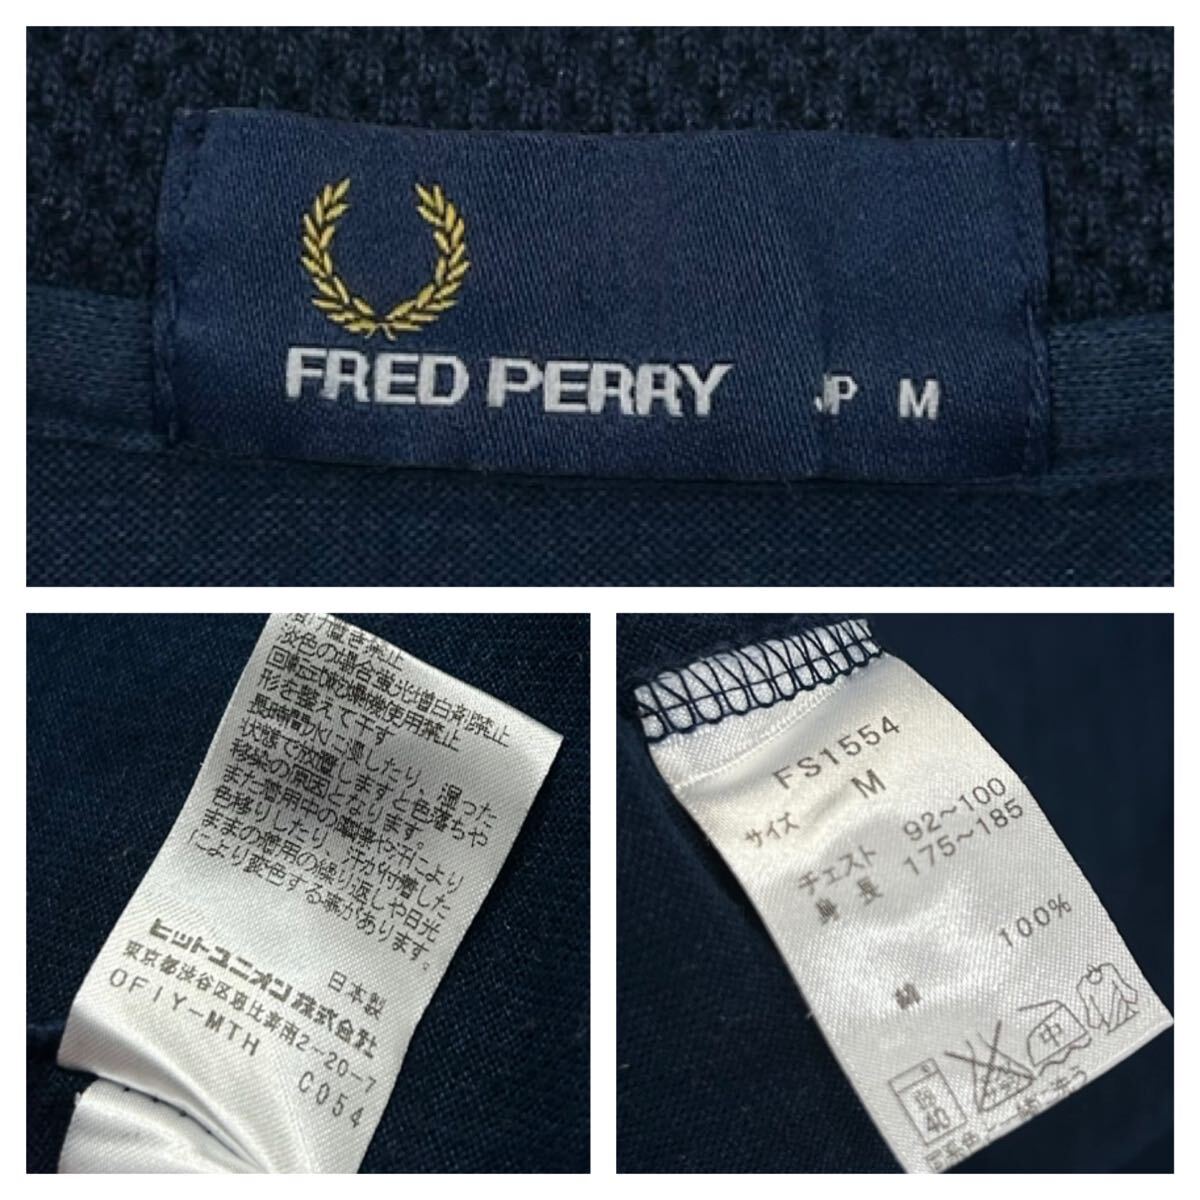 FRED PERRY JP M
淡色の場合蛍光増白剤禁止
回転式乾燥機使用禁止
形を整えて干す
長時間水に浸したり、湿った
状態で放置しますと色落ちや
移染の原因となります。
また着用中の摩擦や汗により
色移りしたり、汗が付着した
ままの着用の繰り返しや日光
により変色する事があります。
日本製
ヒットユニオン株式会社
東京都渋谷区恵比寿南2-20-7
OFIY-MTH
C054
FS1554
サイズ M
チェスト 92~100
身長 175~185
綿 100%
中
40